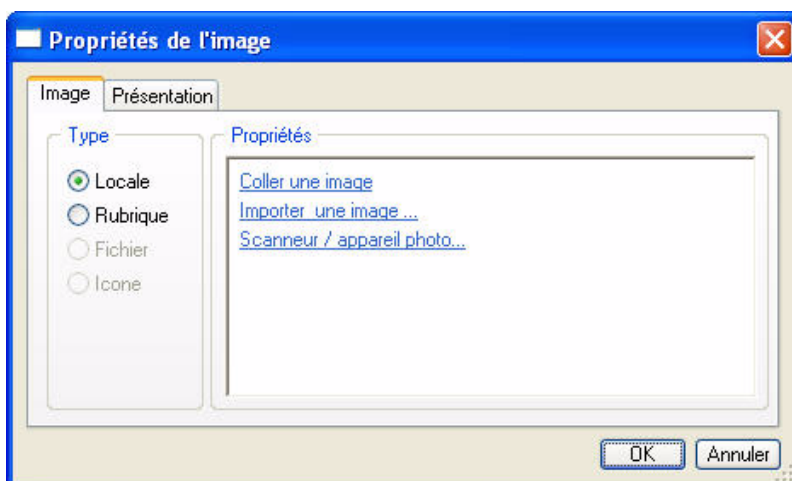 Propriétés de l'image
Image
Présentation
Type
Locale
Rubrique
Fichier
Icone
Propriétés
Coller une image
Importer une image ...
Scanneur / appareil photo...
OK
Annuler